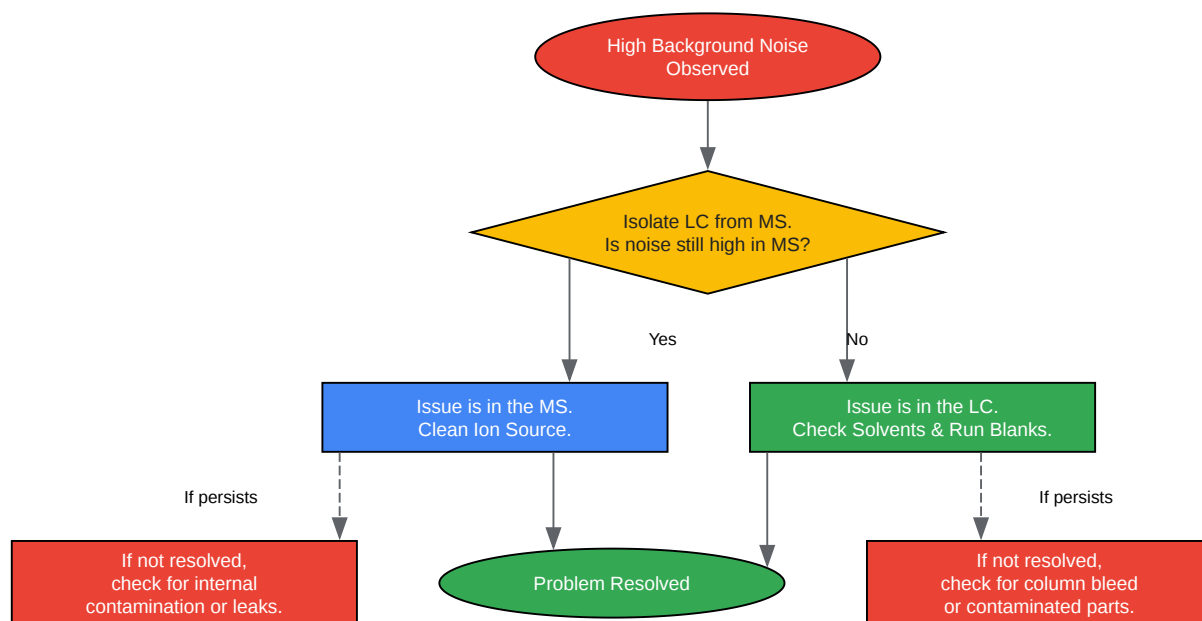 High Background Noise
Observed
Isolate LC from MS.
Is noise still high in MS?
Yes
No
Issue is in the MS.
Clean Ion Source.
Issue is in the LC.
Check Solvents & Run Blanks.
If persists
If persists
If not resolved,
check for internal
contamination or leaks.
Problem Resolved
If not resolved,
check for column bleed
or contaminated parts.